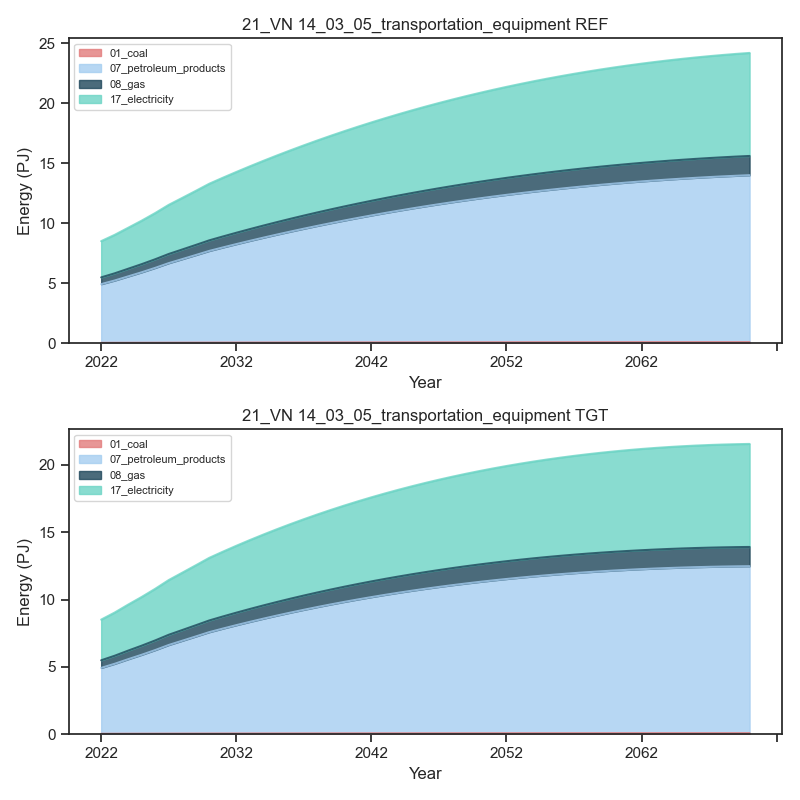 21_VN 14_03_05_transportation_equipment REF
25
20
15
10
5
0
Energy (PJ)
01_coal
07_petroleum_products
08_gas
17_electricity
2022 2032 2042 2052 2062
Year
21_VN 14_03_05_transportation_equipment TGT
20
15
10
5
0
Energy (PJ)
01_coal
07_petroleum_products
08_gas
17_electricity
2022 2032 2042 2052 2062
Year